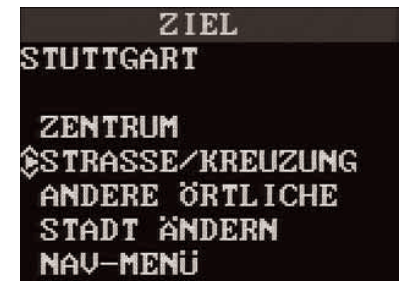 ZIEL
STUTTGART
ZENTRUM
STRASSE/KREUZUNG
ANDERE ÖRTLICHE
STADT ÄNDERN
NAV-MENÜ